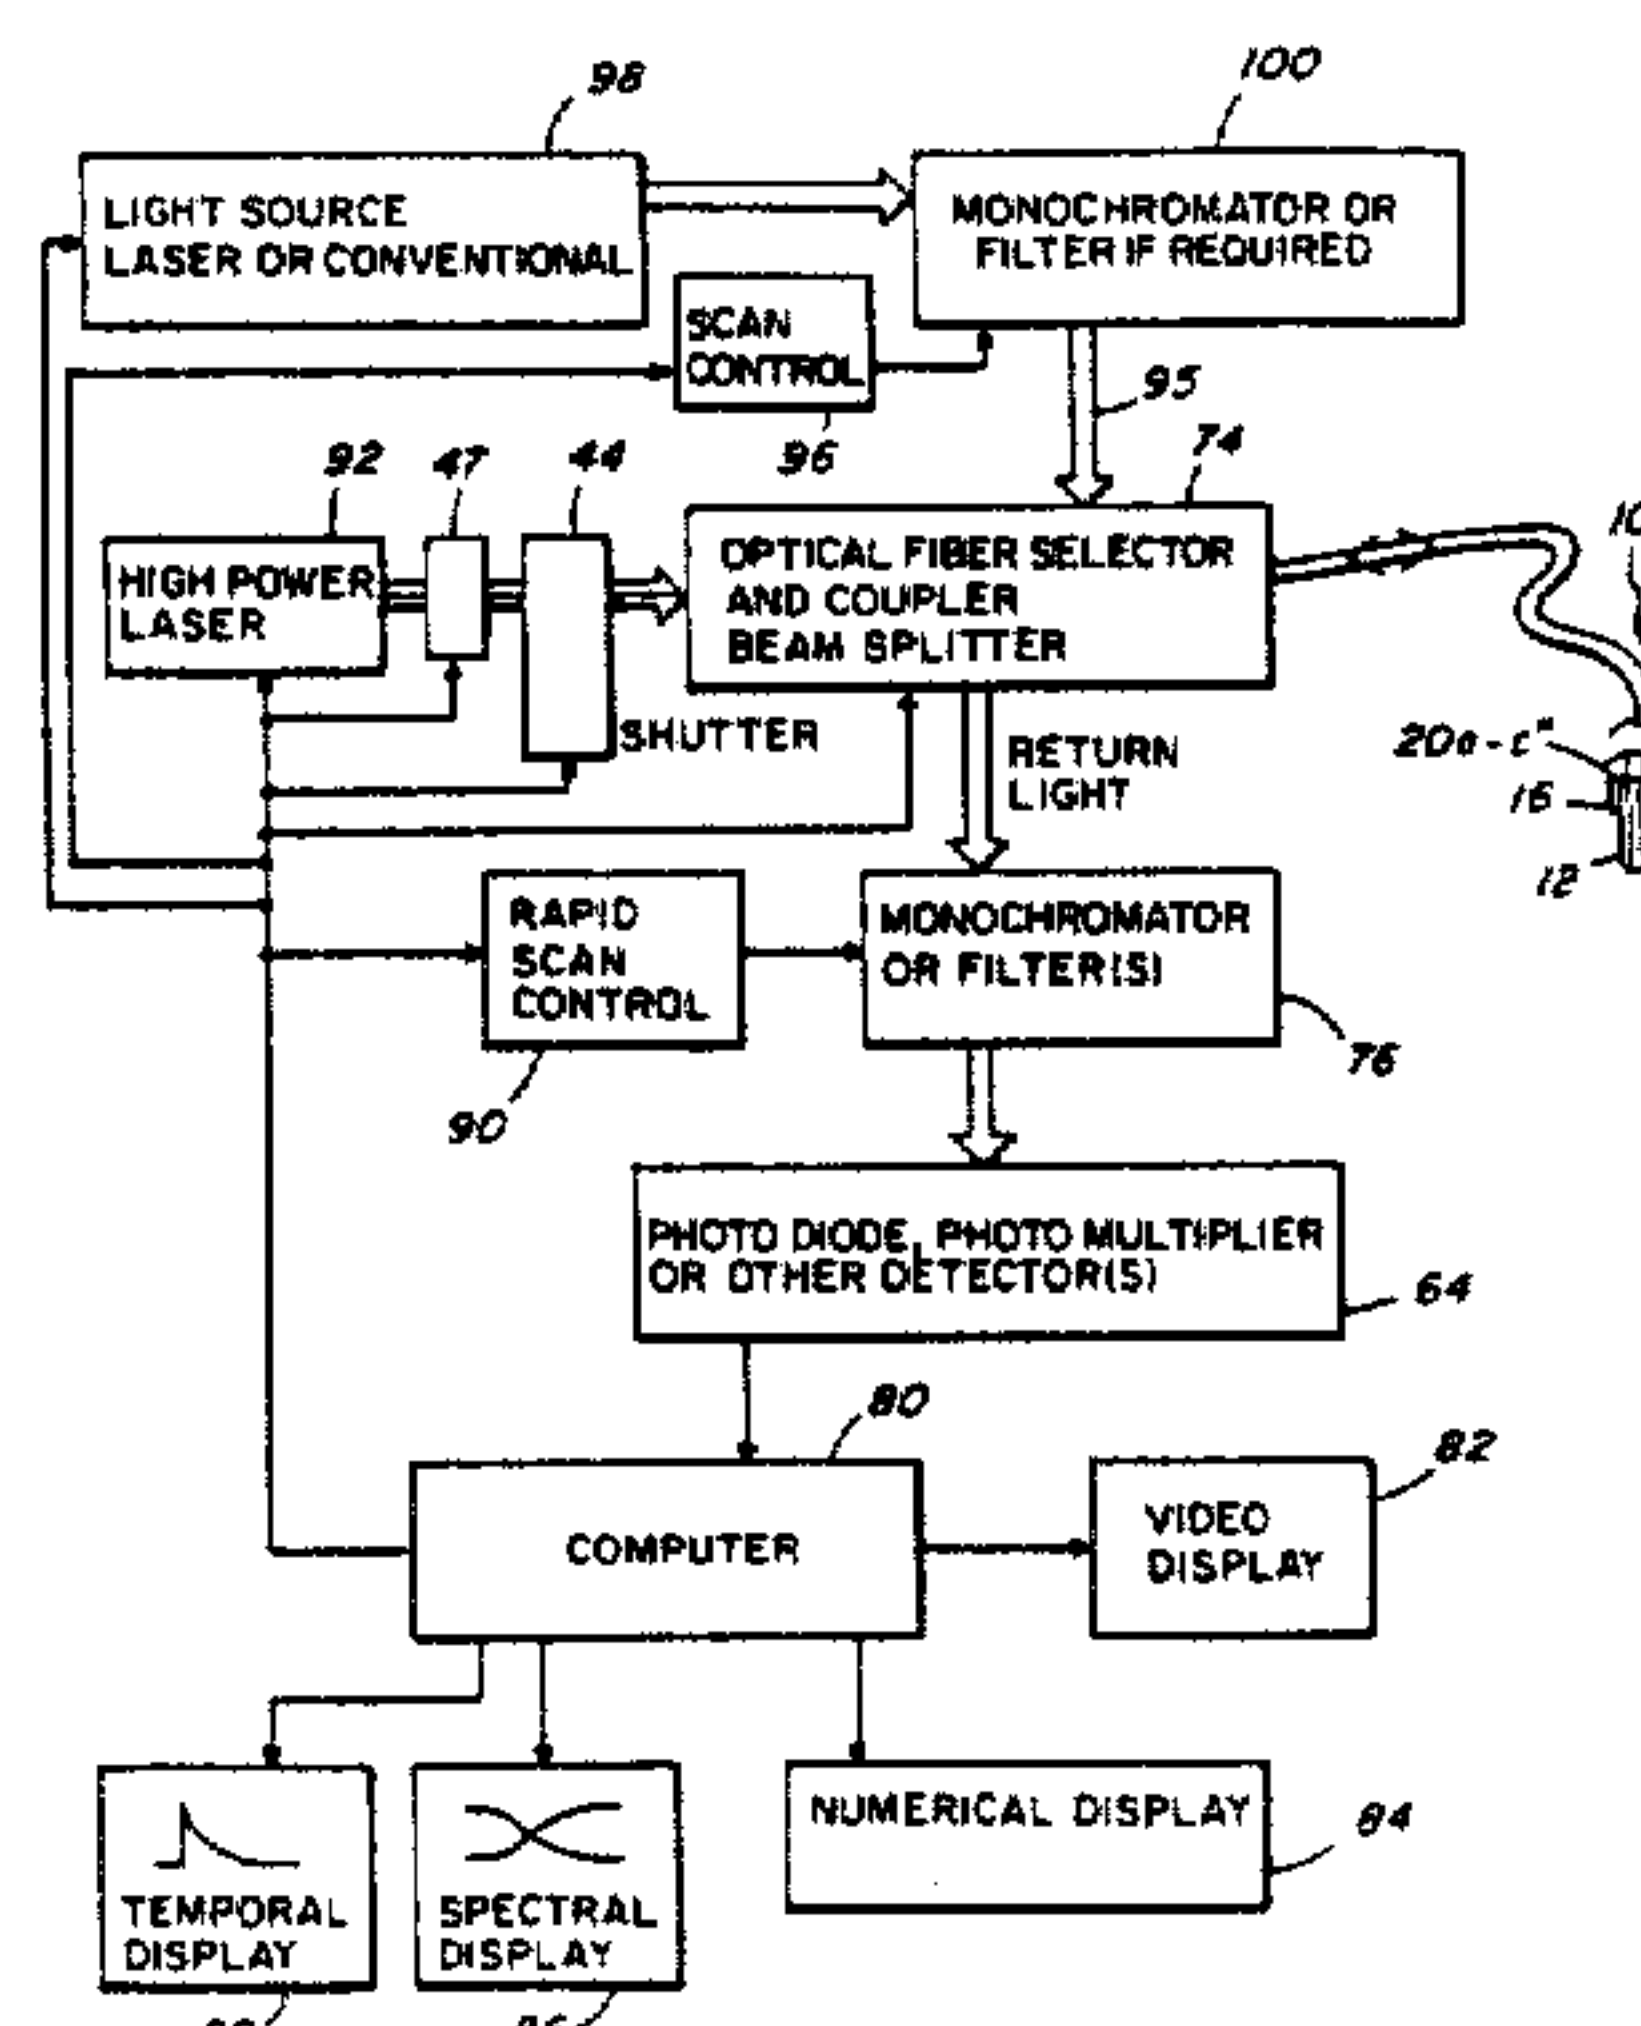 98
100
LIGHT SOURCE
LASER OR CONVENTIONAL
MONOCHROMATOR OR
FILTER IF REQUIRED
SCAN
CONTROL
95
96
74
92
47
44
HIGH POWER
LASER
OPTICAL FIBER SELECTOR
AND COUPLER
BEAM SPLITTER
10
SHUTTER
RETURN
LIGHT
20a-c"
16
12
RAPID
SCAN
CONTROL
MONOCHROMATOR
OR FILTER(S)
76
90
PHOTO DIODE, PHOTO MULTIPLIER
OR OTHER DETECTOR(S)
64
80
82
COMPUTER
VIDEO
DISPLAY
NUMERICAL DISPLAY
84
TEMPORAL
DISPLAY
SPECTRAL
DISPLAY